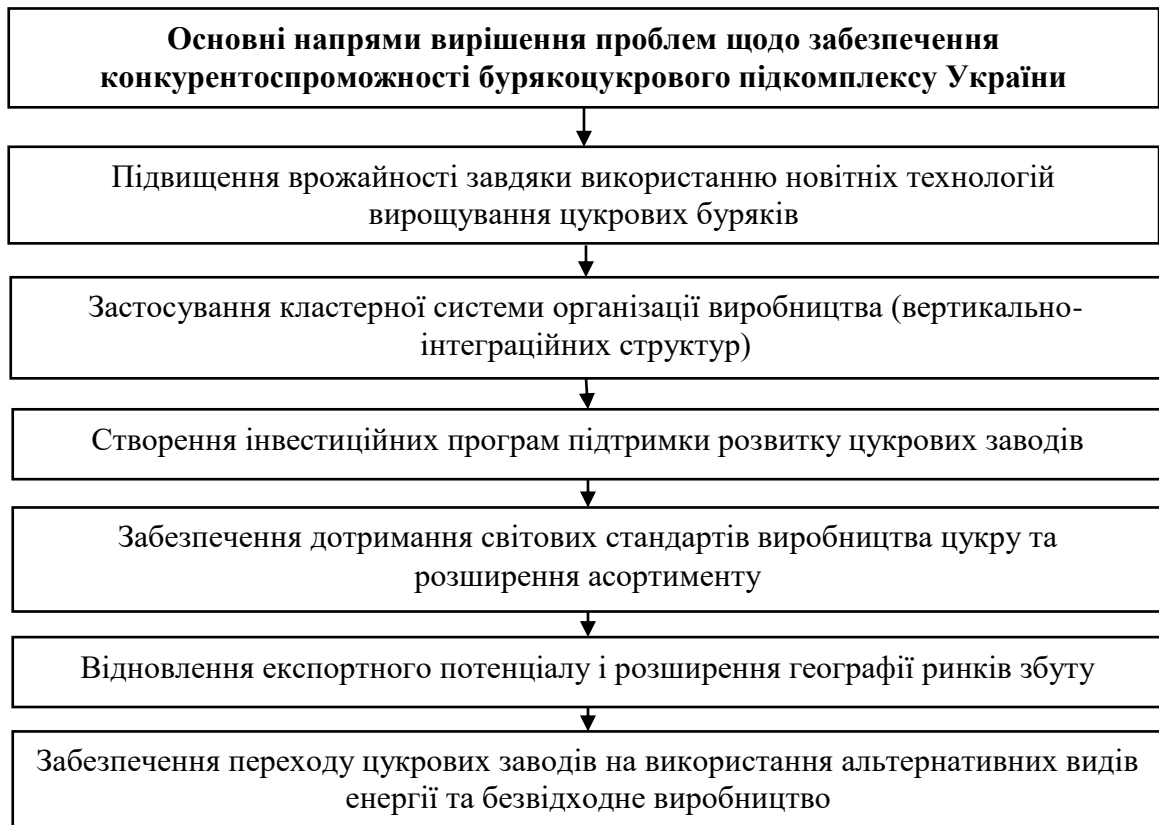 Основні напрями вирішення проблем щодо забезпечення
конкурентоспроможності бурякоцукрового підкомплексу України
Підвищення врожайності завдяки використанню новітніх технологій
вирощування цукрових буряків
Застосування кластерної системи організації виробництва (вертикально-
інтеграційних структур)
Створення інвестиційних програм підтримки розвитку цукрових заводів
Забезпечення дотримання світових стандартів виробництва цукру та
розширення асортименту
Відновлення експортного потенціалу і розширення географії ринків збуту
Забезпечення переходу цукрових заводів на використання альтернативних видів
енергії та безвідходне виробництво